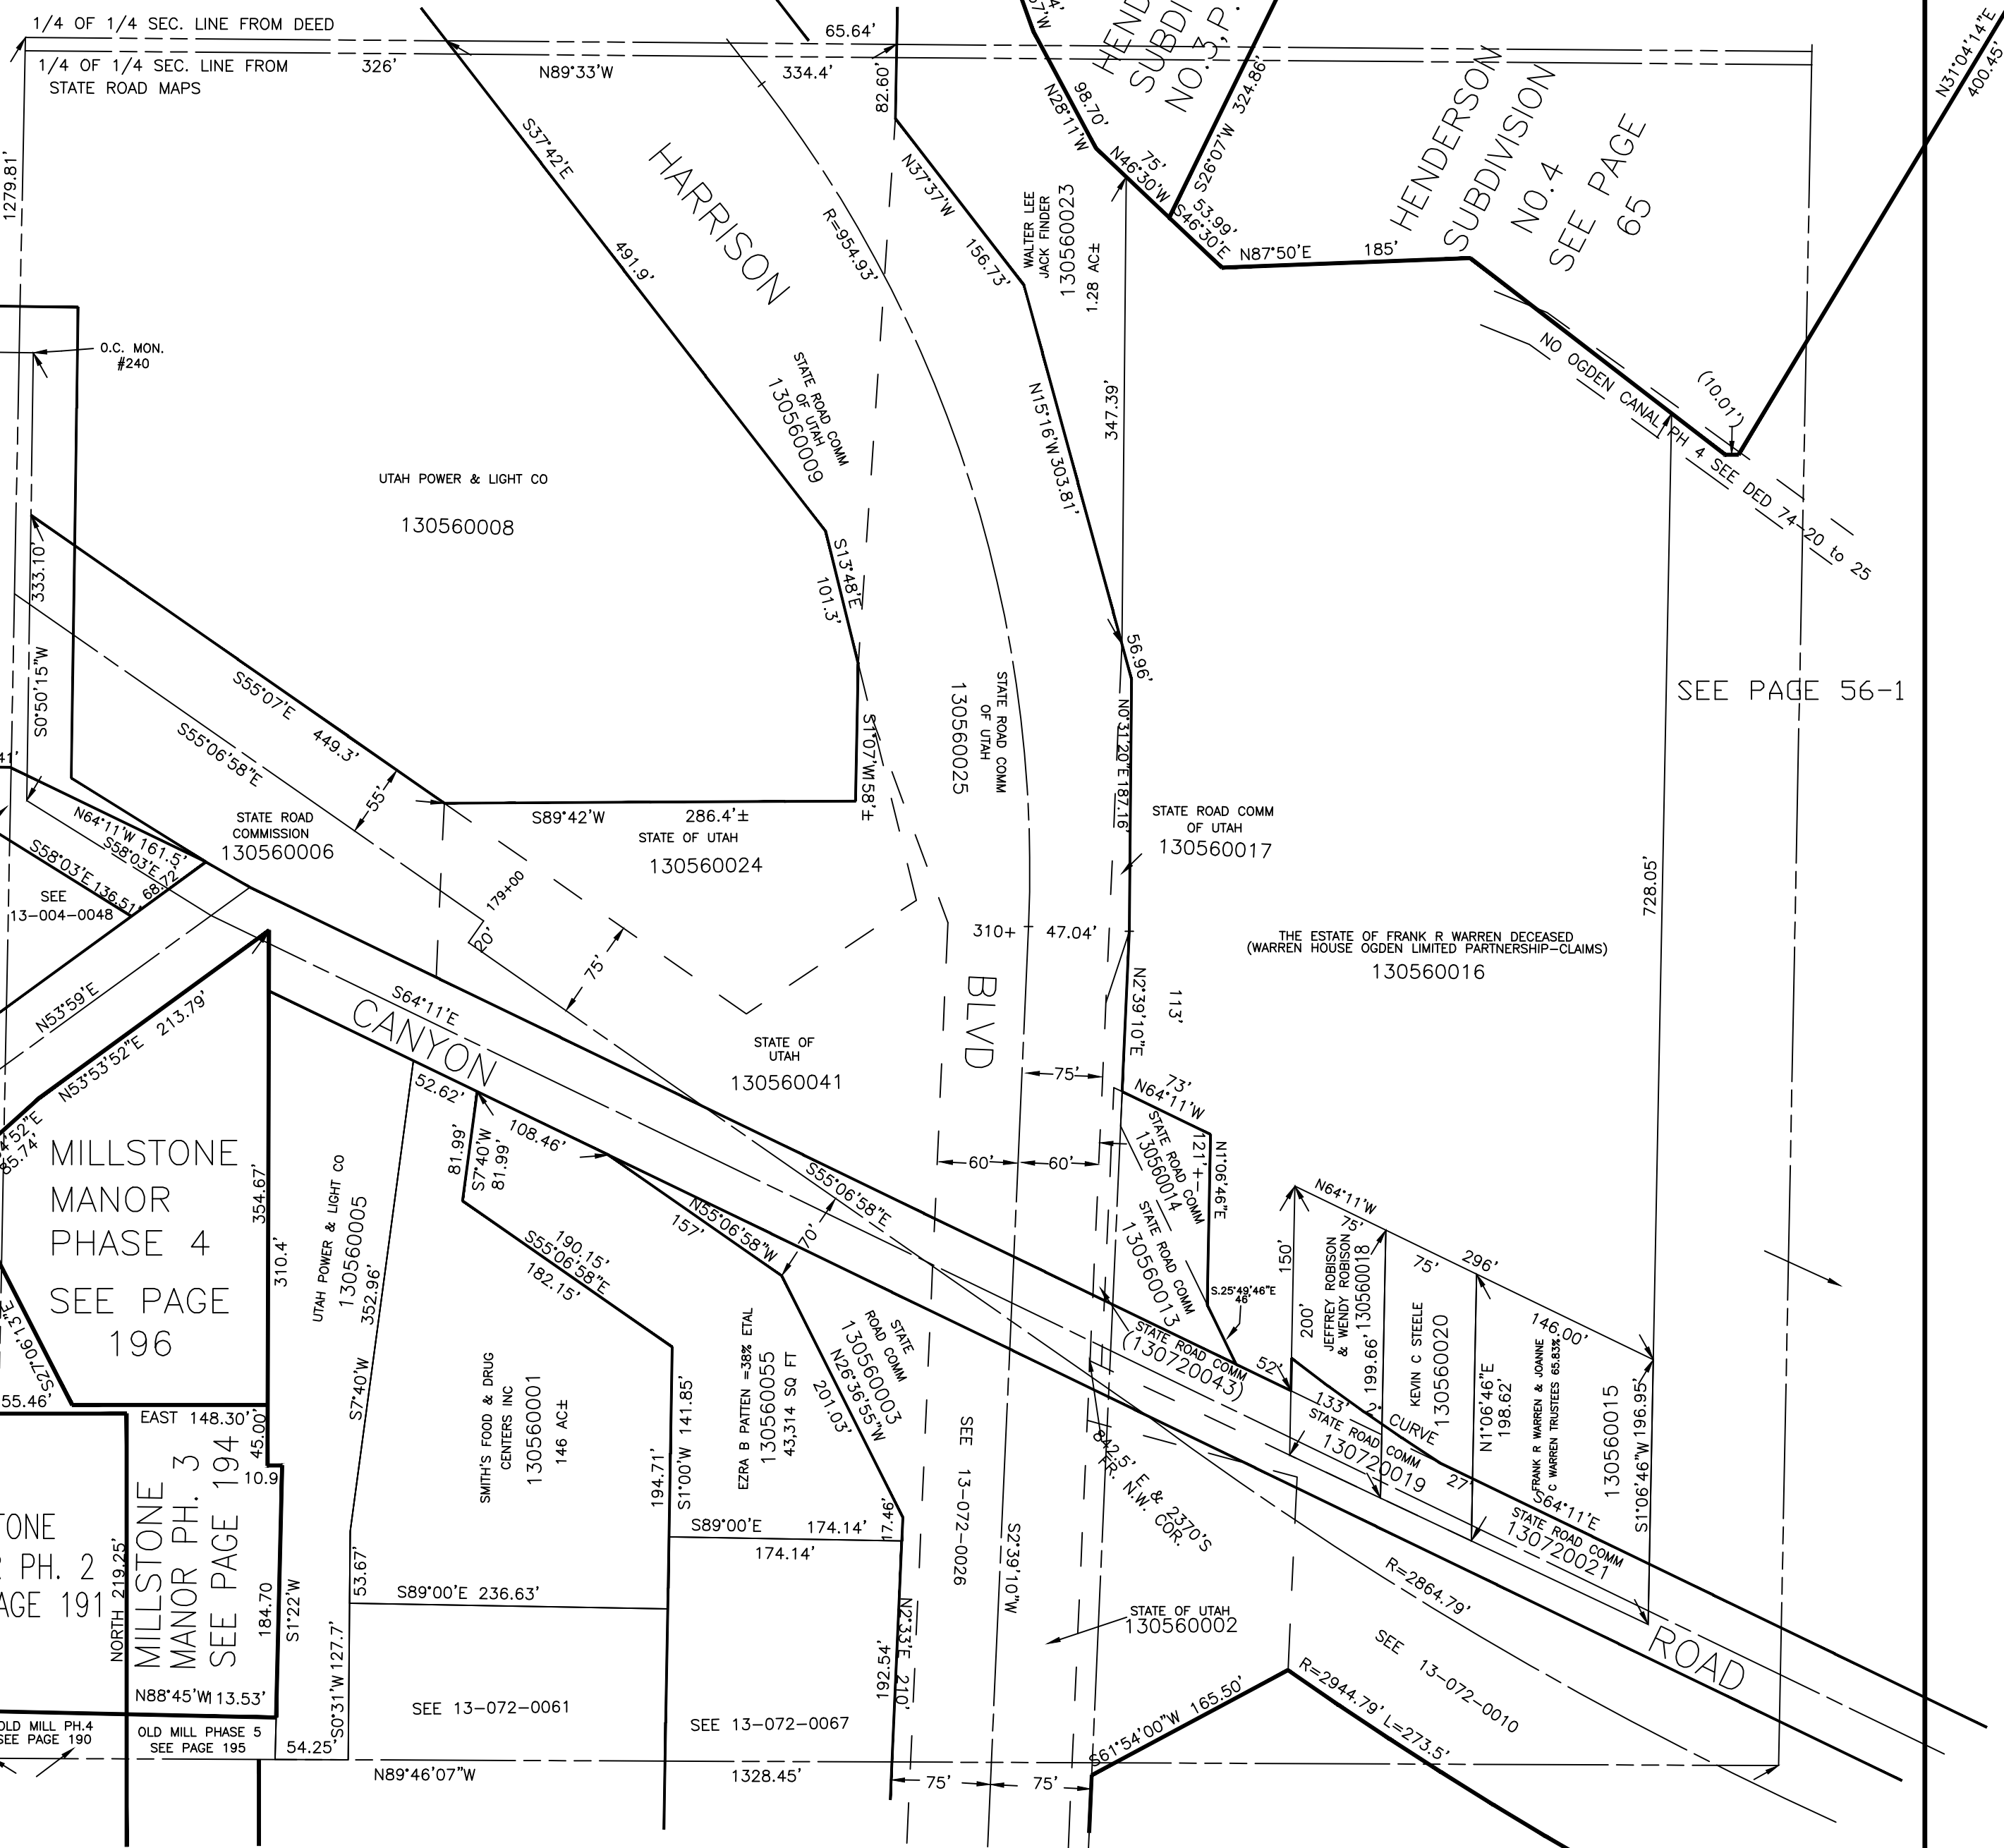 1/4 OF 1/4 SEC. LINE FROM DEED
1/4 OF 1/4 SEC. LINE FROM
STATE ROAD MAPS
326'
N89°33'W
334.4'
65.64'
82.60'
1279.81'
S37°42'E
491.9'
HARRISON
R=954.93'
N37°37'W
156.73'
WALTER LEE
JACK FINDER
130560023
1.28 AC±
98.70'
N28°11'W
75'
N46°30'W
53.99'
S46°30'E
S26°07'W 324.86'
NO.3,P.
N87°50'E
185'
HENDERSON
SUBDIVISION
NO.4
SEE PAGE
65
N31°04'14"E
400.45'
NO OGDEN CANAL PH 4 SEE DED 74-20 to 25
(10.01')
O.C. MON.
#240
STATE ROAD COMM
OF UTAH
130560009
UTAH POWER & LIGHT CO
130560008
S13°48'E
101.3'
N15°16'W 303.81'
347.39'
56.96'
333.10'
S0°50'15"W
S55°07'E
449.3'
S55°06'58"E
55'
S1°07'W 158'±
S89°42'W
286.4'±
STATE OF UTAH
130560024
STATE ROAD COMM
OF UTAH
130560025
N0°31'20"E 187.16'
STATE ROAD COMM
OF UTAH
130560017
SEE PAGE 56-1
728.05'
N64°11'W 161.5'
S58°03'E
S58°03'E 136.51'
68.72'
SEE
13-004-0048
STATE ROAD
COMMISSION
130560006
179+00
20'
75'
310+
47.04'
THE ESTATE OF FRANK R WARREN DECEASED
(WARREN HOUSE OGDEN LIMITED PARTNERSHIP-CLAIMS)
130560016
N53°59'E
N53°53'52"E 213.79'
85.74'
S64°11'E
CANYON
BLVD
N2°39'10"E
113'
STATE OF
UTAH
130560041
75'
52.62'
108.46'
81.99'
S7°40'W
81.99'
60'
60'
73'
N64°11'W
STATE ROAD COMM
130560014
121'+-
N1°06'46"E
STATE ROAD COMM
130560013
S.25°49'46"E
46'
MILLSTONE
MANOR
PHASE 4
SEE PAGE
196
354.67'
310.4'
UTAH POWER & LIGHT CO
130560005
352.96'
S7°40'W
190.15'
S55°06'58"E
182.15'
N55°06'58"W
157'
70'
S55°06'58"E
N64°11'W
75'
150'
200'
JEFFREY ROBISON
& WENDY ROBISON
130560018
199.66'
75'
296'
KEVIN C STEELE
130560020
N1°06'46"E
198.62'
146.00'
FRANK R WARREN & JOANNE
C WARREN TRUSTEES 65.83%
130560015
S1°06'46"W 196.95'
S27°06'13"E
55.46'
EAST 148.30'
45.00'
10.9
SMITH'S FOOD & DRUG
CENTERS INC
130560001
146 AC±
194.71'
S1°00'W 141.85'
EZRA B PATTEN =38% ETAL
130560055
43,314 SQ FT
STATE
ROAD COMM
130560003
N26°36'55"W
201.03'
17.46'
STATE ROAD COMM
(130720043)
52'
133'
2° CURVE
STATE ROAD COMM
130720019
27'
S64°11'E
STATE ROAD COMM
130720021
842.5' E & 2370'S
FR. N.W. COR.
PH. 2
NORTH 219.25'
MILLSTONE
MANOR PH. 3
SEE PAGE 194
184.70
S1°22'W
N88°45'W 113.53'
53.67'
S89°00'E 236.63'
S0°31'W 127.7'
S89°00'E
174.14'
174.14'
SEE 13-072-0026
S2°39'10"W
R=2864.79'
STATE OF UTAH
130560002
SEE 13-072-0010
ROAD
192.54'
N2°33'E 210'
SEE 13-072-0061
SEE 13-072-0067
OLD MILL PH.4
SEE PAGE 190
OLD MILL PHASE 5
SEE PAGE 195
54.25'
N89°46'07"W
1328.45'
75'
75'
S61°54'00"W 165.50'
R=2944.79' L=273.5'